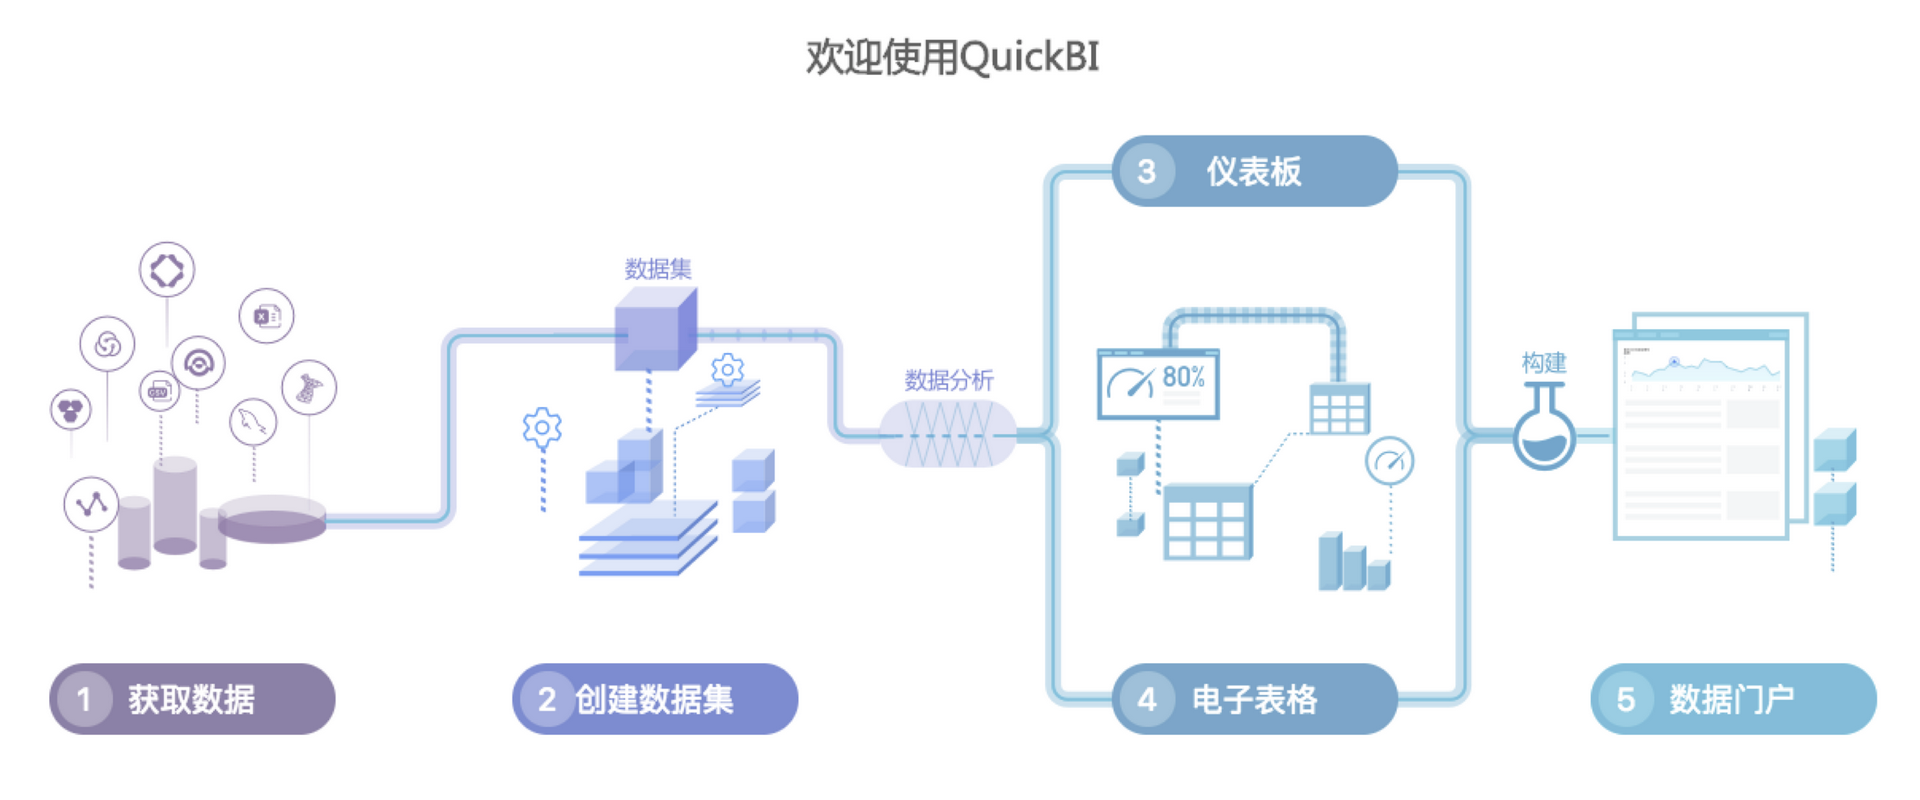 欢迎使用QuickBI
3 仪表板
数据集
X
CSV
数据分析
80%
构建
1 获取数据
2 创建数据集
4 电子表格
5 数据门户